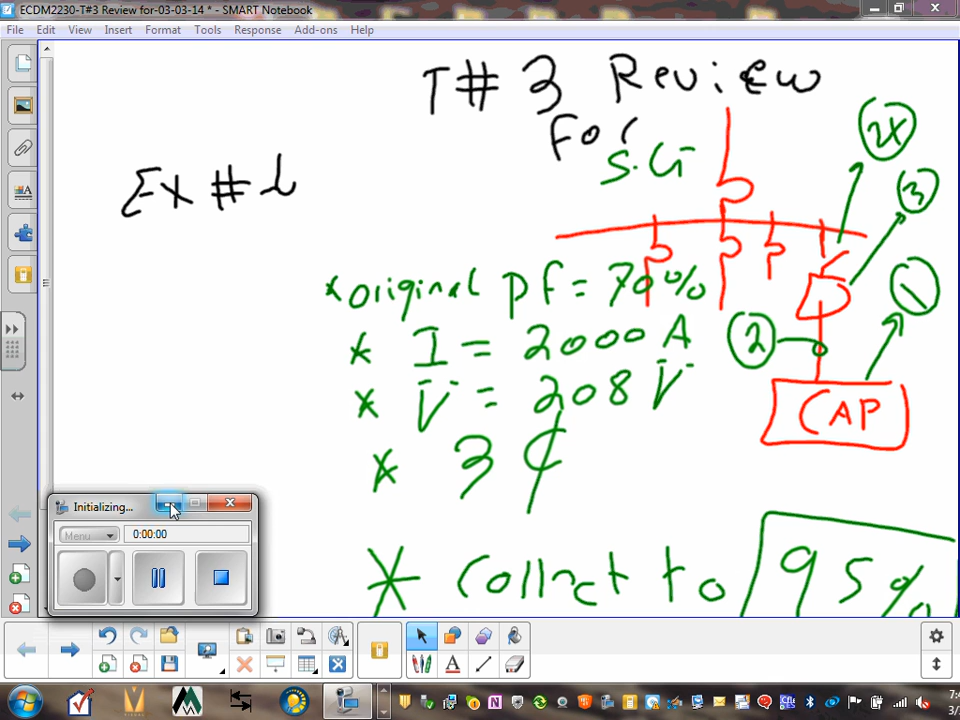 ECDM2230-T#3 Review for-03-03-14 * - SMART Notebook
File Edit View Insert Format Tools Response Add-ons Help
T# 3 Review
For
S.G
Ex #1
2X
3
*original pf = 70%
1
* I = 2000 A
2
* V = 208 V
CAP
* 3 ¢
Initializing...
Menu
0:00:00
* Collect to 95%